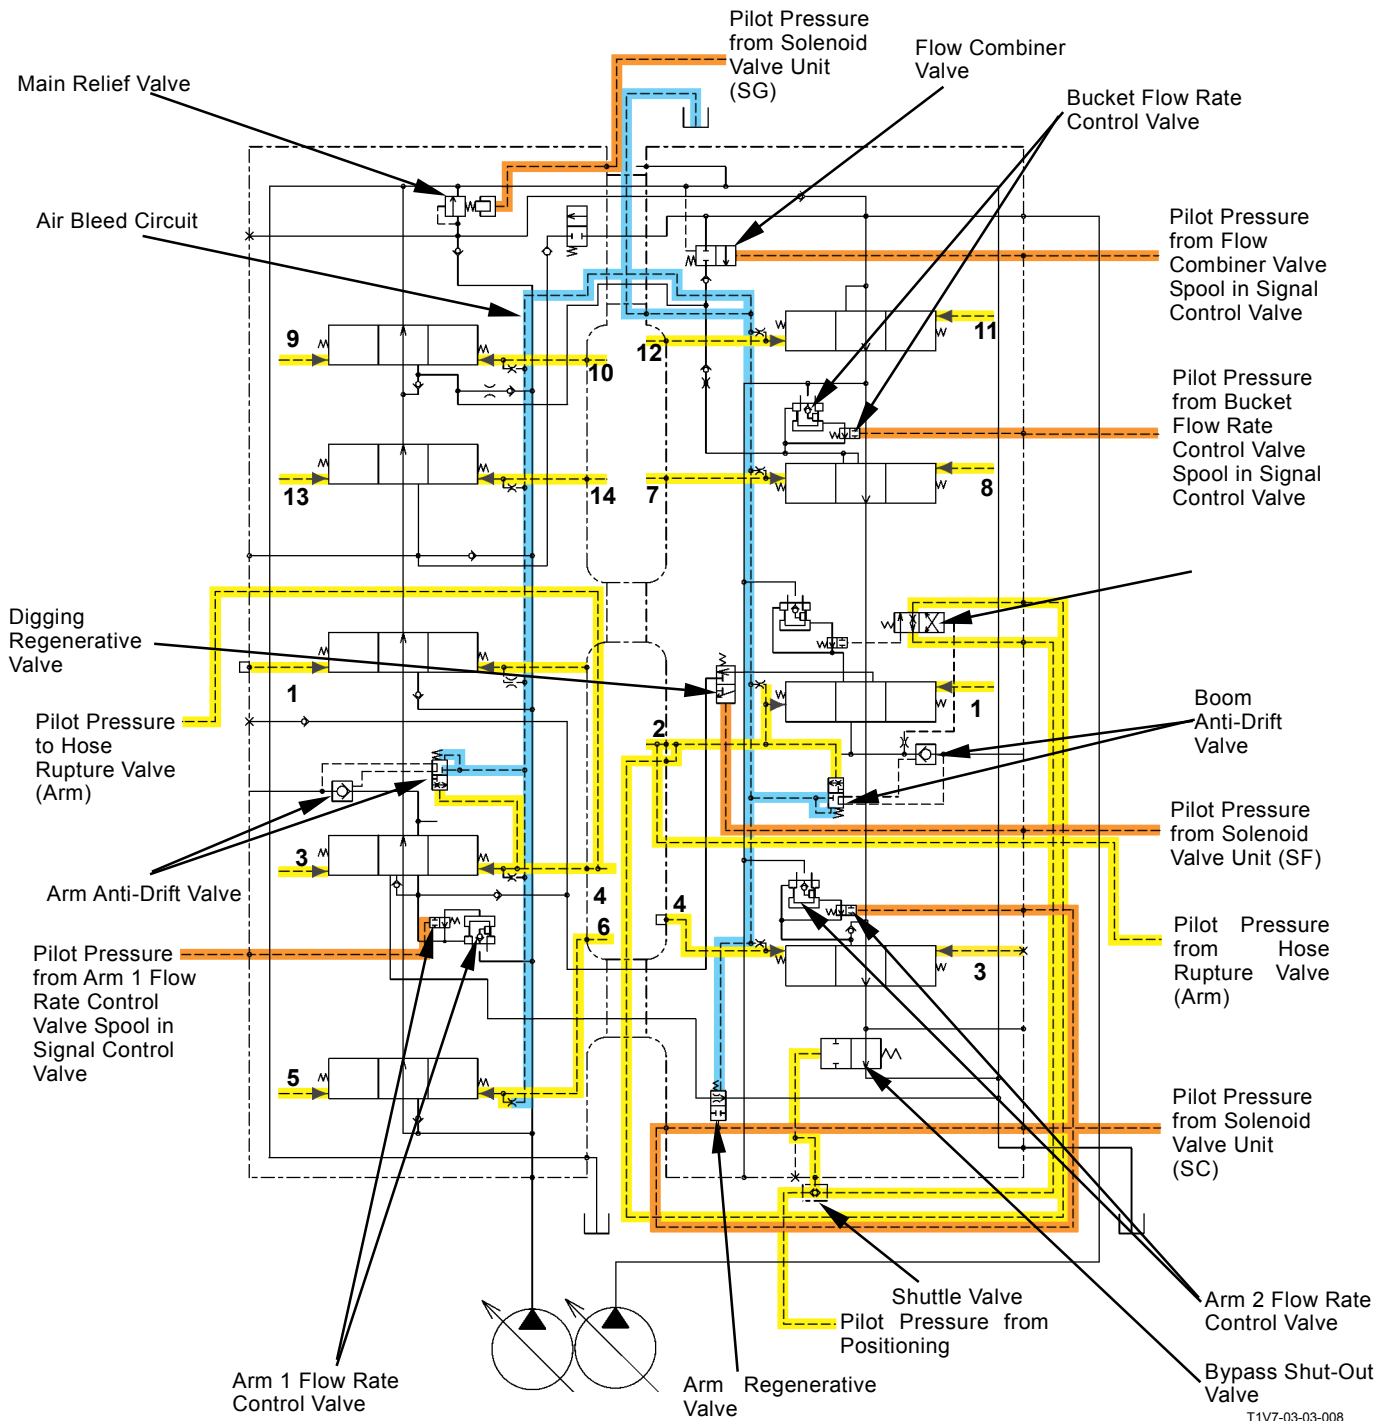 Pilot Pressure
from Solenoid
Valve Unit
(SG)
Flow Combiner
Valve
Main Relief Valve
Bucket Flow Rate
Control Valve
Air Bleed Circuit
Pilot Pressure
from Flow
Combiner Valve
Spool in Signal
Control Valve
9
10
12
11
Pilot Pressure
from Bucket
Flow Rate
Control Valve
Spool in Signal
Control Valve
13
14
7
8
Digging
Regenerative
Valve
1
1
2
Pilot Pressure
to Hose
Rupture Valve
(Arm)
Boom
Anti-Drift
Valve
Pilot Pressure
from Solenoid
Valve Unit (SF)
3
4
4
6
3
Arm Anti-Drift Valve
Pilot Pressure
from Hose
Rupture Valve
(Arm)
Pilot Pressure
from Arm 1 Flow
Rate Control
Valve Spool in
Signal Control
Valve
5
Pilot Pressure
from Solenoid
Valve Unit
(SC)
Shuttle Valve
Pilot Pressure from
Positioning
Arm 2 Flow Rate
Control Valve
Arm 1 Flow Rate
Control Valve
Arm Regenerative
Valve
Bypass Shut-Out
Valve
T1V7-03-03-008